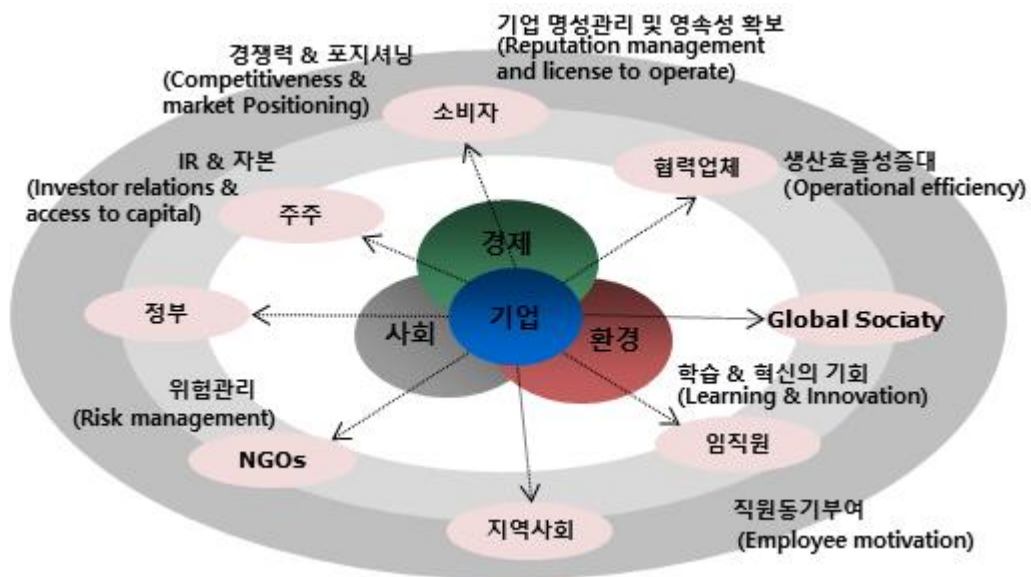 기업 명성관리 및 영속성 확보
(Reputation management
and license to operate)
경쟁력 & 포지셔닝
(Competitiveness &
market Positioning)
소비자
IR & 자본
(Investor relations &
access to capital)
협력업체
생산효율성증대
(Operational efficiency)
주주
경제
정부
사회
기업
환경
Global Sociaty
위험관리
(Risk management)
학습 & 혁신의 기회
(Learning & Innovation)
NGOs
임직원
지역사회
직원동기부여
(Employee motivation)